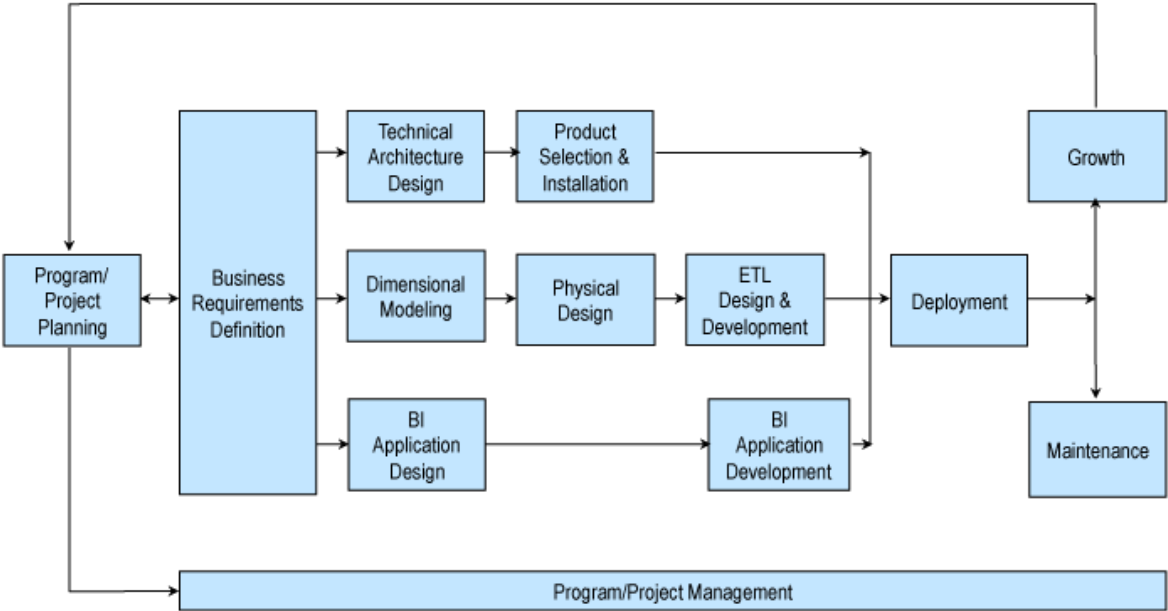 Technical
Architecture
Design
Product
Selection &
Installation
Growth
Program/
Project
Planning
Business
Requirements
Definition
Dimensional
Modeling
Physical
Design
ETL
Design &
Development
Deployment
BI
Application
Design
BI
Application
Development
Maintenance
Program/Project Management